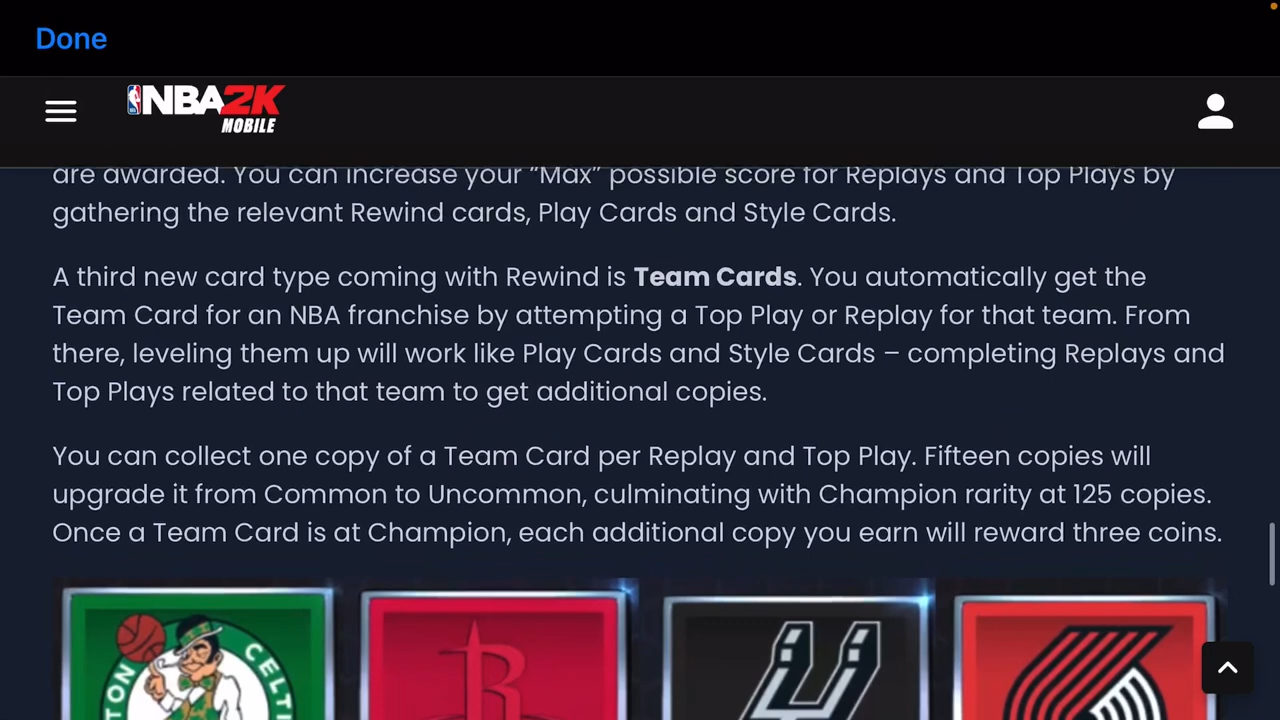 Done
NBA2K
MOBILE
are awarded. You can increase your “Max” possible score for Replays and Top Plays by
gathering the relevant Rewind cards, Play Cards and Style Cards.
A third new card type coming with Rewind is Team Cards. You automatically get the
Team Card for an NBA franchise by attempting a Top Play or Replay for that team. From
there, leveling them up will work like Play Cards and Style Cards – completing Replays and
Top Plays related to that team to get additional copies.
You can collect one copy of a Team Card per Replay and Top Play. Fifteen copies will
upgrade it from Common to Uncommon, culminating with Champion rarity at 125 copies.
Once a Team Card is at Champion, each additional copy you earn will reward three coins.